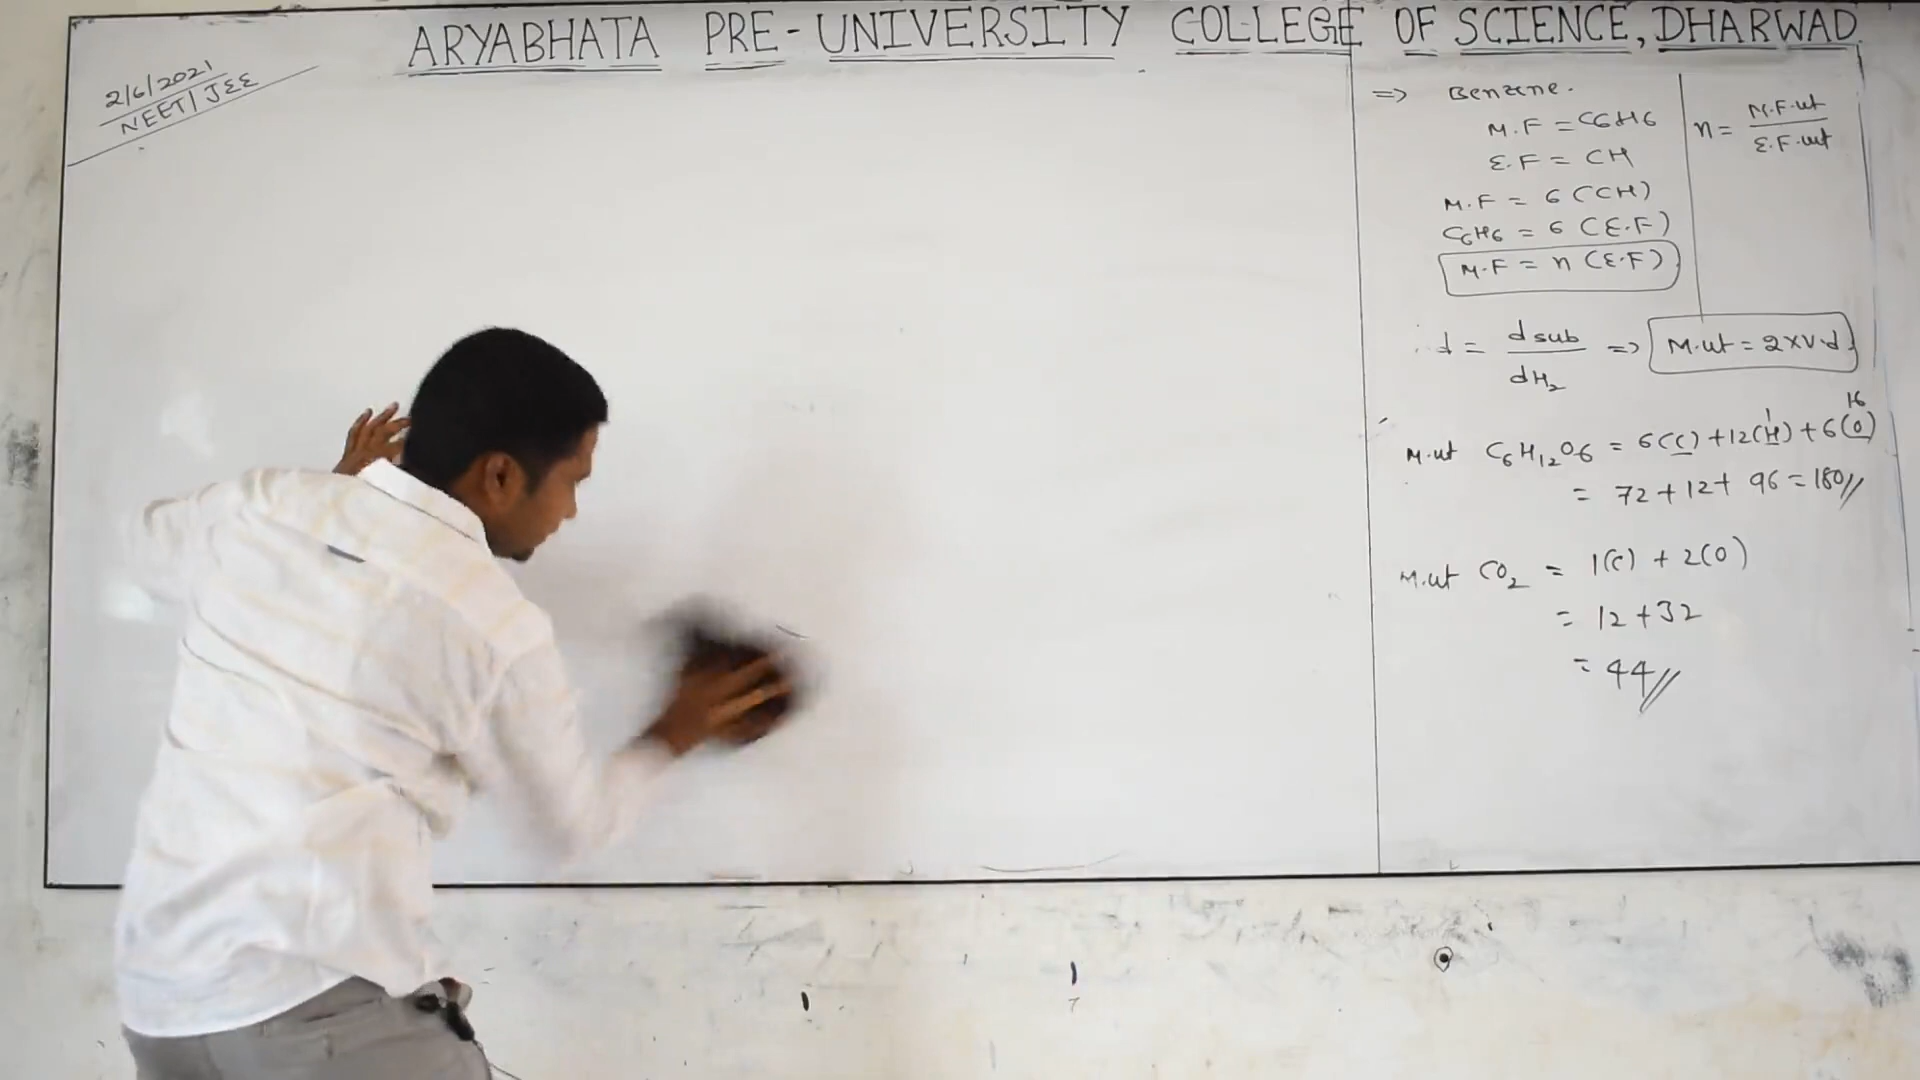 ARYABHATA PRE-UNIVERSITY COLLEGE OF SCIENCE, DHARWAD.
2/6/2021
NEET/JEE
=> Benzene.
M.F = C6H6
E.F = CH
M.F = 6 (CH)
C6H6 = 6 (E.F)
M.F = n (E.F)
n = M.F.wt / E.F.wt
d = dsub / dH2 => M.wt = 2xV.d
M.wt C6H12O6 = 6(C) + 12(H) + 6(O)
1 16
= 72 + 12 + 96 = 180//
M.wt CO2 = 1(C) + 2(O)
= 12 + 32
= 44//